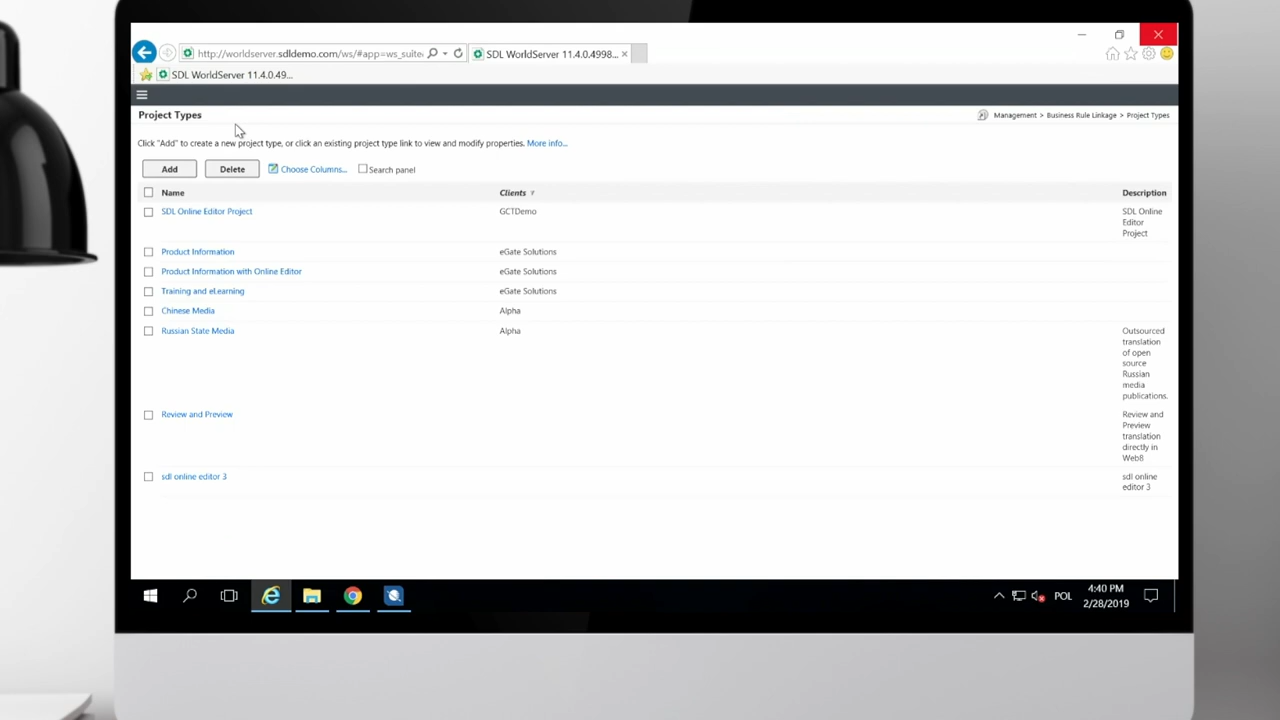 http://worldserver.sdldemo.com/ws/#app=ws_suite
SDL WorldServer 11.4.0.4998...
SDL WorldServer 11.4.0.49...
Project Types
Management > Business Rule Linkage > Project Types
Click "Add" to create a new project type, or click an existing project type link to view and modify properties. More info...
Add
Delete
Choose Columns...
Search panel
Name
Clients
Description
SDL Online Editor Project
GCTDemo
SDL Online
Editor
Project
Product Information
eGate Solutions
Product Information with Online Editor
eGate Solutions
Training and eLearning
eGate Solutions
Chinese Media
Alpha
Russian State Media
Alpha
Outsourced
translation
of open
source
Russian
media
publications.
Review and Preview
Review and
Preview
translation
directly in
Web8
sdl online editor 3
sdl online
editor 3
POL
4:40 PM
2/28/2019